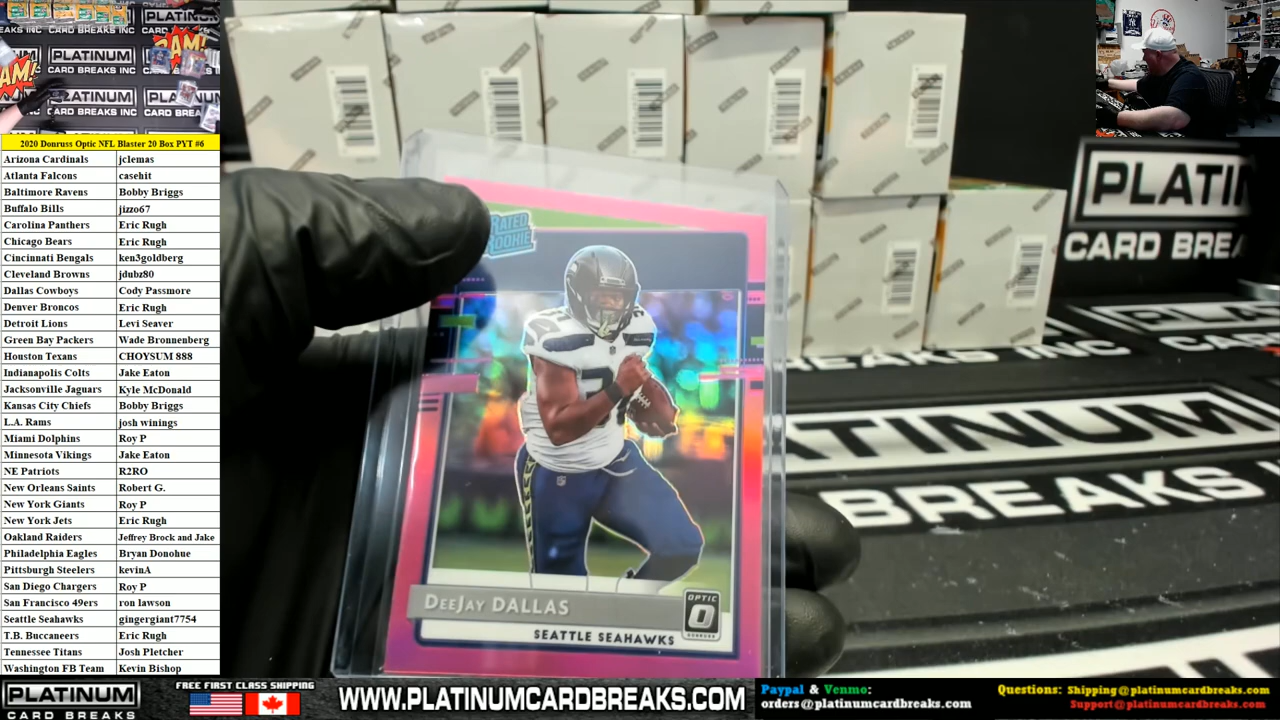 PLATINUM
CARD BREAKS INC
BAM!
2020 Donruss Optic NFL Blaster 20 Box PYT #6
Arizona Cardinals jclemas
Atlanta Falcons casehit
Baltimore Ravens Bobby Briggs
Buffalo Bills jizzo67
Carolina Panthers Eric Rugh
Chicago Bears Eric Rugh
Cincinnati Bengals ken3goldberg
Cleveland Browns jdubz80
Dallas Cowboys Cody Passmore
Denver Broncos Eric Rugh
Detroit Lions Levi Seaver
Green Bay Packers Wade Bronnenberg
Houston Texans CHOYSUM 888
Indianapolis Colts Jake Eaton
Jacksonville Jaguars Kyle McDonald
Kansas City Chiefs Bobby Briggs
L.A. Rams josh winings
Miami Dolphins Roy P
Minnesota Vikings Jake Eaton
NE Patriots R2RO
New Orleans Saints Robert G.
New York Giants Roy P
New York Jets Eric Rugh
Oakland Raiders Jeffrey Brock and Jake
Philadelphia Eagles Bryan Donohue
Pittsburgh Steelers kevinA
San Diego Chargers Roy P
San Francisco 49ers ron lawson
Seattle Seahawks gingergiant7754
T.B. Buccaneers Eric Rugh
Tennessee Titans Josh Pletcher
Washington FB Team Kevin Bishop
RATED
ROOKIE
DEEJAY DALLAS
SEATTLE SEAHAWKS
OPTIC
DONRUSS
PLATIN
CARD BREA
BREAKS INC
ATINUM
BREAKS
PLATINUM
CARD BREAKS
FREE FIRST CLASS SHIPPING
WWW.PLATINUMCARDBREAKS.COM
Paypal & Venmo:
orders@platinumcardbreaks.com
Questions: Shipping@platinumcardbreaks.com
Support@platinumcardbreaks.com